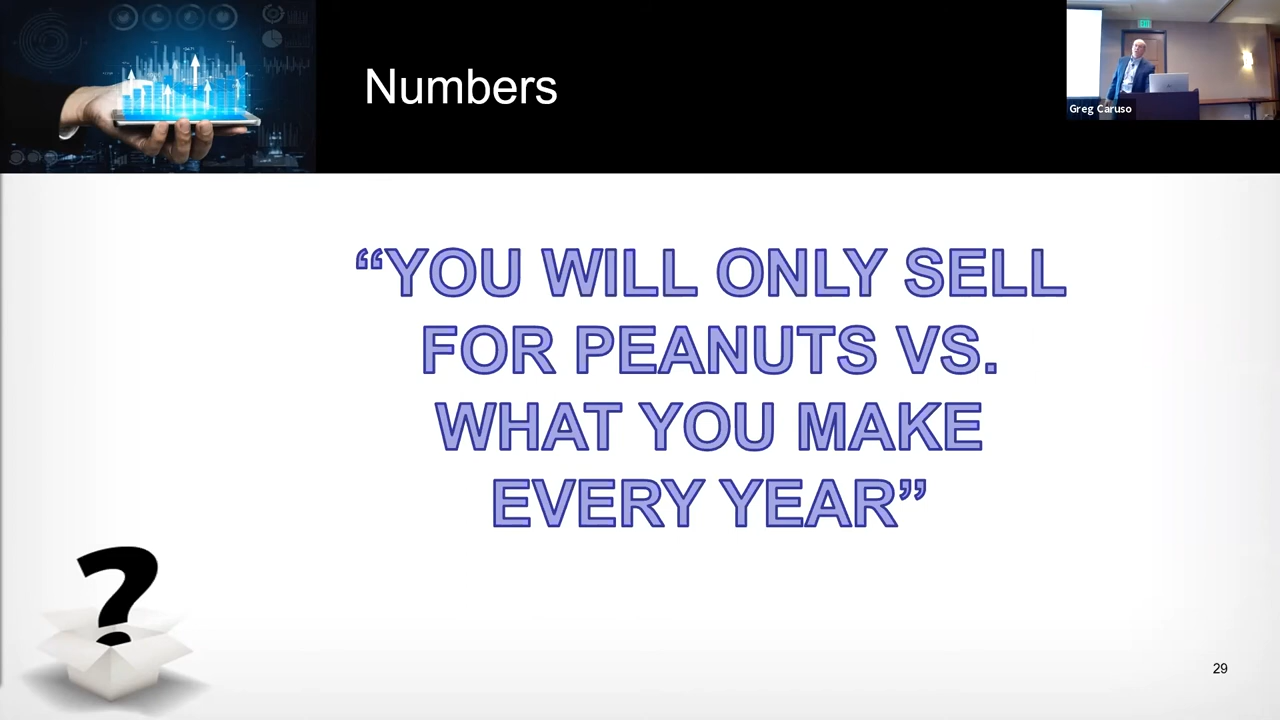 Numbers
Greg Caruso
“YOU WILL ONLY SELL
FOR PEANUTS VS.
WHAT YOU MAKE
EVERY YEAR”
?
29